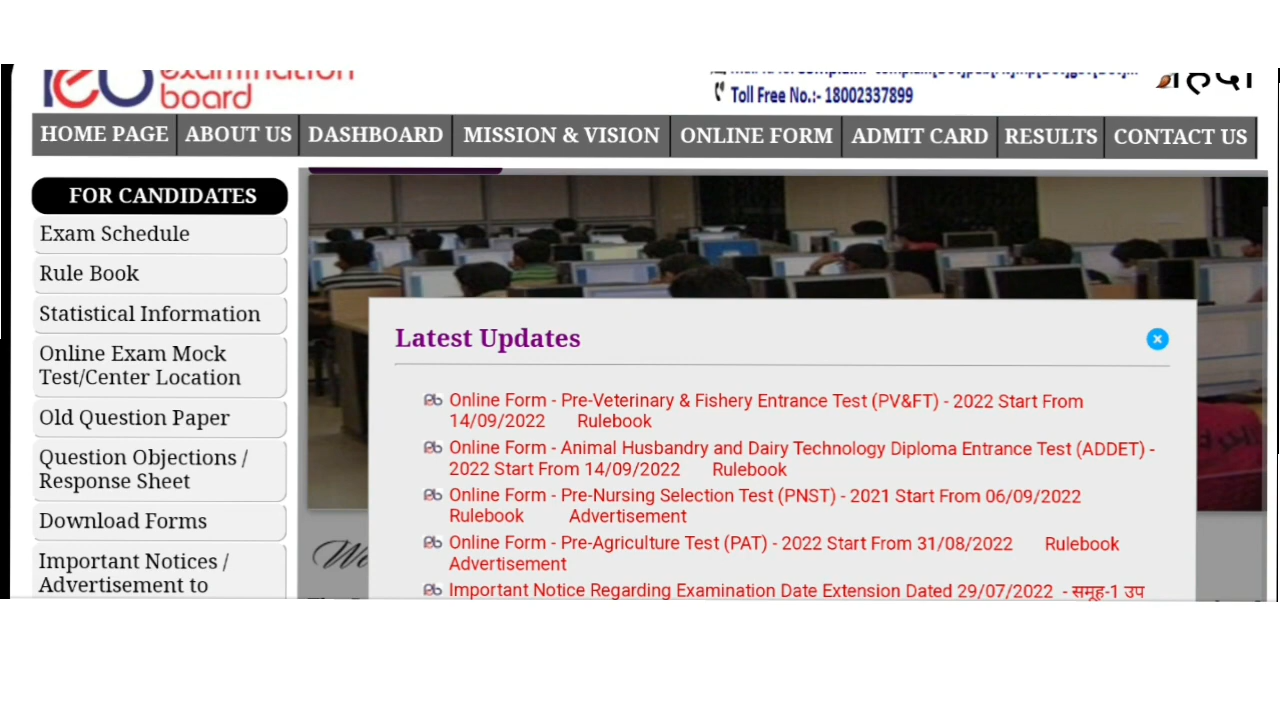 examination
board
Toll Free No.:- 18002337899
हिंदी
HOME PAGE ABOUT US DASHBOARD MISSION & VISION ONLINE FORM ADMIT CARD RESULTS CONTACT US
FOR CANDIDATES
Exam Schedule
Rule Book
Statistical Information
Online Exam Mock
Test/Center Location
Old Question Paper
Question Objections /
Response Sheet
Download Forms
Important Notices /
Advertisement to
Latest Updates
Online Form - Pre-Veterinary & Fishery Entrance Test (PV&FT) - 2022 Start From
14/09/2022 Rulebook
Online Form - Animal Husbandry and Dairy Technology Diploma Entrance Test (ADDET) -
2022 Start From 14/09/2022 Rulebook
Online Form - Pre-Nursing Selection Test (PNST) - 2021 Start From 06/09/2022
Rulebook Advertisement
Online Form - Pre-Agriculture Test (PAT) - 2022 Start From 31/08/2022 Rulebook
Advertisement
Important Notice Regarding Examination Date Extension Dated 29/07/2022 - समूह-1 उप